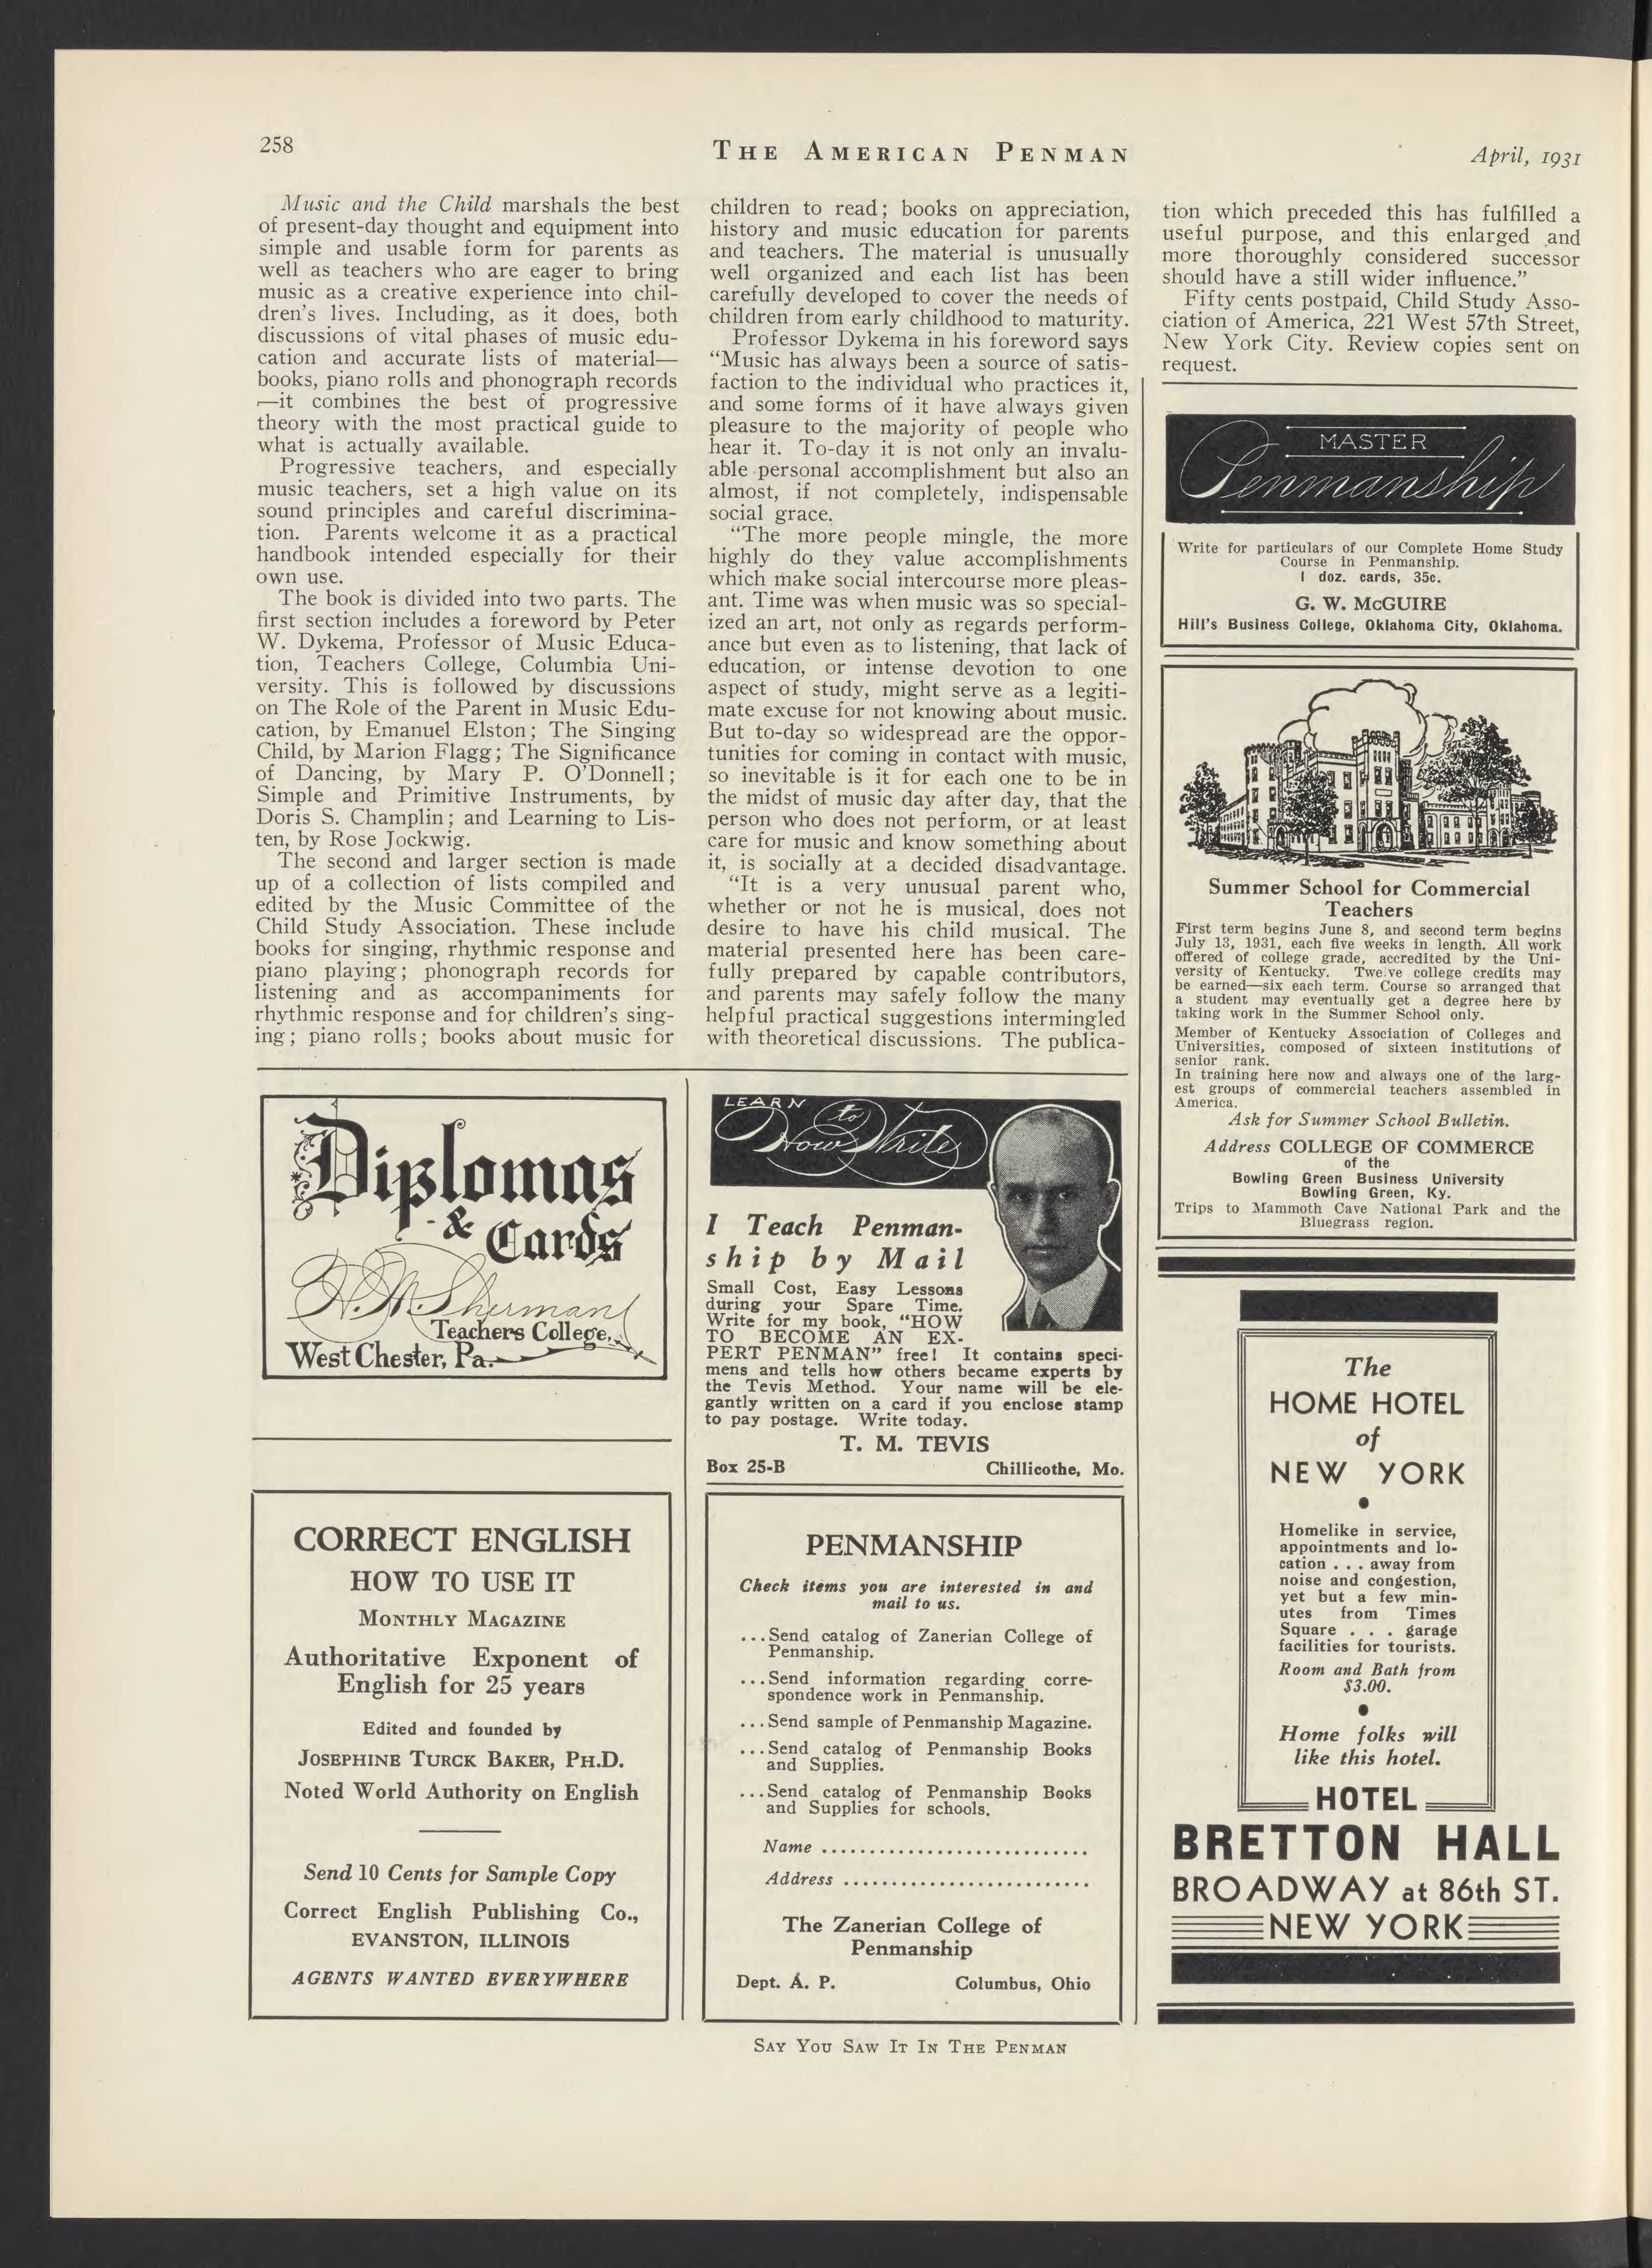 258
THE AMERICAN PENMAN
April, 1931
Music and the Child marshals the best
of present-day thought and equipment into
simple and usable form for parents as
well as teachers who are eager to bring
music as a creative experience into chil-
dren's lives. Including, as it does, both
discussions of vital phases of music edu-
cation and accurate lists of material—
books, piano rolls and phonograph records
—it combines the best of progressive
theory with the most practical guide to
what is actually available.
Progressive teachers, and especially
music teachers, set a high value on its
sound principles and careful discrimina-
tion. Parents welcome it as a practical
handbook intended especially for their
own use.
The book is divided into two parts. The
first section includes a foreword by Peter
W. Dykema, Professor of Music Educa-
tion, Teachers College, Columbia Uni-
versity. This is followed by discussions
on The Role of the Parent in Music Edu-
cation, by Emanuel Elston; The Singing
Child, by Marion Flagg; The Significance
of Dancing, by Mary P. O'Donnell;
Simple and Primitive Instruments, by
Doris S. Champlin; and Learning to Lis-
ten, by Rose Jockwig.
The second and larger section is made
up of a collection of lists compiled and
edited by the Music Committee of the
Child Study Association. These include
books for singing, rhythmic response and
piano playing; phonograph records for
listening and as accompaniments for
rhythmic response and for children's sing-
ing; piano rolls; books about music for
children to read; books on appreciation,
history and music education for parents
and teachers. The material is unusually
well organized and each list has been
carefully developed to cover the needs of
children from early childhood to maturity.
Professor Dykema in his foreword says
“Music has always been a source of satis-
faction to the individual who practices it,
and some forms of it have always given
pleasure to the majority of people who
hear it. To-day it is not only an invalu-
able personal accomplishment but also an
almost, if not completely, indispensable
social grace.
“The more people mingle, the more
highly do they value accomplishments
which make social intercourse more pleas-
ant. Time was when music was so special-
ized an art, not only as regards perform-
ance but even as to listening, that lack of
education, or intense devotion to one
aspect of study, might serve as a legiti-
mate excuse for not knowing about music.
But to-day so widespread are the oppor-
tunities for coming in contact with music,
so inevitable is it for each one to be in
the midst of music day after day, that the
person who does not perform, or at least
care for music and know something about
it, is socially at a decided disadvantage.
“It is a very unusual parent who,
whether or not he is musical, does not
desire to have his child musical. The
material presented here has been care-
fully prepared by capable contributors,
and parents may safely follow the many
helpful practical suggestions intermingled
with theoretical discussions. The publica-
tion which preceded this has fulfilled a
useful purpose, and this enlarged and
more thoroughly considered successor
should have a still wider influence.”
Fifty cents postpaid, Child Study Asso-
ciation of America, 221 West 57th Street,
New York City. Review copies sent on
request.
MASTER
Penmanship
Write for particulars of our Complete Home Study
Course in Penmanship.
1 doz. cards, 35c.
G. W. McGUIRE
Hill's Business College, Oklahoma City, Oklahoma.
Summer School for Commercial
Teachers
First term begins June 8, and second term begins
July 13, 1931, each five weeks in length. All work
offered of college grade, accredited by the Uni-
versity of Kentucky. Twelve college credits may
be earned—six each term. Course so arranged that
a student may eventually get a degree here by
taking work in the Summer School only.
Member of Kentucky Association of Colleges and
Universities, composed of sixteen institutions of
senior rank.
In training here now and always one of the larg-
est groups of commercial teachers assembled in
America.
Ask for Summer School Bulletin.
Address COLLEGE OF COMMERCE
of the
Bowling Green Business University
Bowling Green, Ky.
Trips to Mammoth Cave National Park and the
Bluegrass region.
Diplomas
& Cards
H. M. Sherman
Teachers College,
West Chester, Pa.
LEARN
to
How Write
I Teach Penman-
ship by Mail
Small Cost, Easy Lessons
during your Spare Time.
Write for my book, “HOW
TO BECOME AN EX-
PERT PENMAN” free! It contains speci-
mens and tells how others became experts by
the Tevis Method. Your name will be ele-
gantly written on a card if you enclose stamp
to pay postage. Write today.
T. M. TEVIS
Box 25-B Chillicothe, Mo.
CORRECT ENGLISH
HOW TO USE IT
MONTHLY MAGAZINE
Authoritative Exponent of
English for 25 years
Edited and founded by
JOSEPHINE TURCK BAKER, PH.D.
Noted World Authority on English
Send 10 Cents for Sample Copy
Correct English Publishing Co.,
EVANSTON, ILLINOIS
AGENTS WANTED EVERYWHERE
PENMANSHIP
Check items you are interested in and
mail to us.
...Send catalog of Zanerian College of
Penmanship.
...Send information regarding corre-
spondence work in Penmanship.
...Send sample of Penmanship Magazine.
...Send catalog of Penmanship Books
and Supplies.
...Send catalog of Penmanship Books
and Supplies for schools.
Name ............................
Address ..........................
The Zanerian College of
Penmanship
Dept. A. P. Columbus, Ohio
The
HOME HOTEL
of
NEW YORK
Homelike in service,
appointments and lo-
cation . . . away from
noise and congestion,
yet but a few min-
utes from Times
Square . . . garage
facilities for tourists.
Room and Bath from
$3.00.
Home folks will
like this hotel.
HOTEL
BRETTON HALL
BROADWAY at 86th ST.
NEW YORK
SAY YOU SAW IT IN THE PENMAN